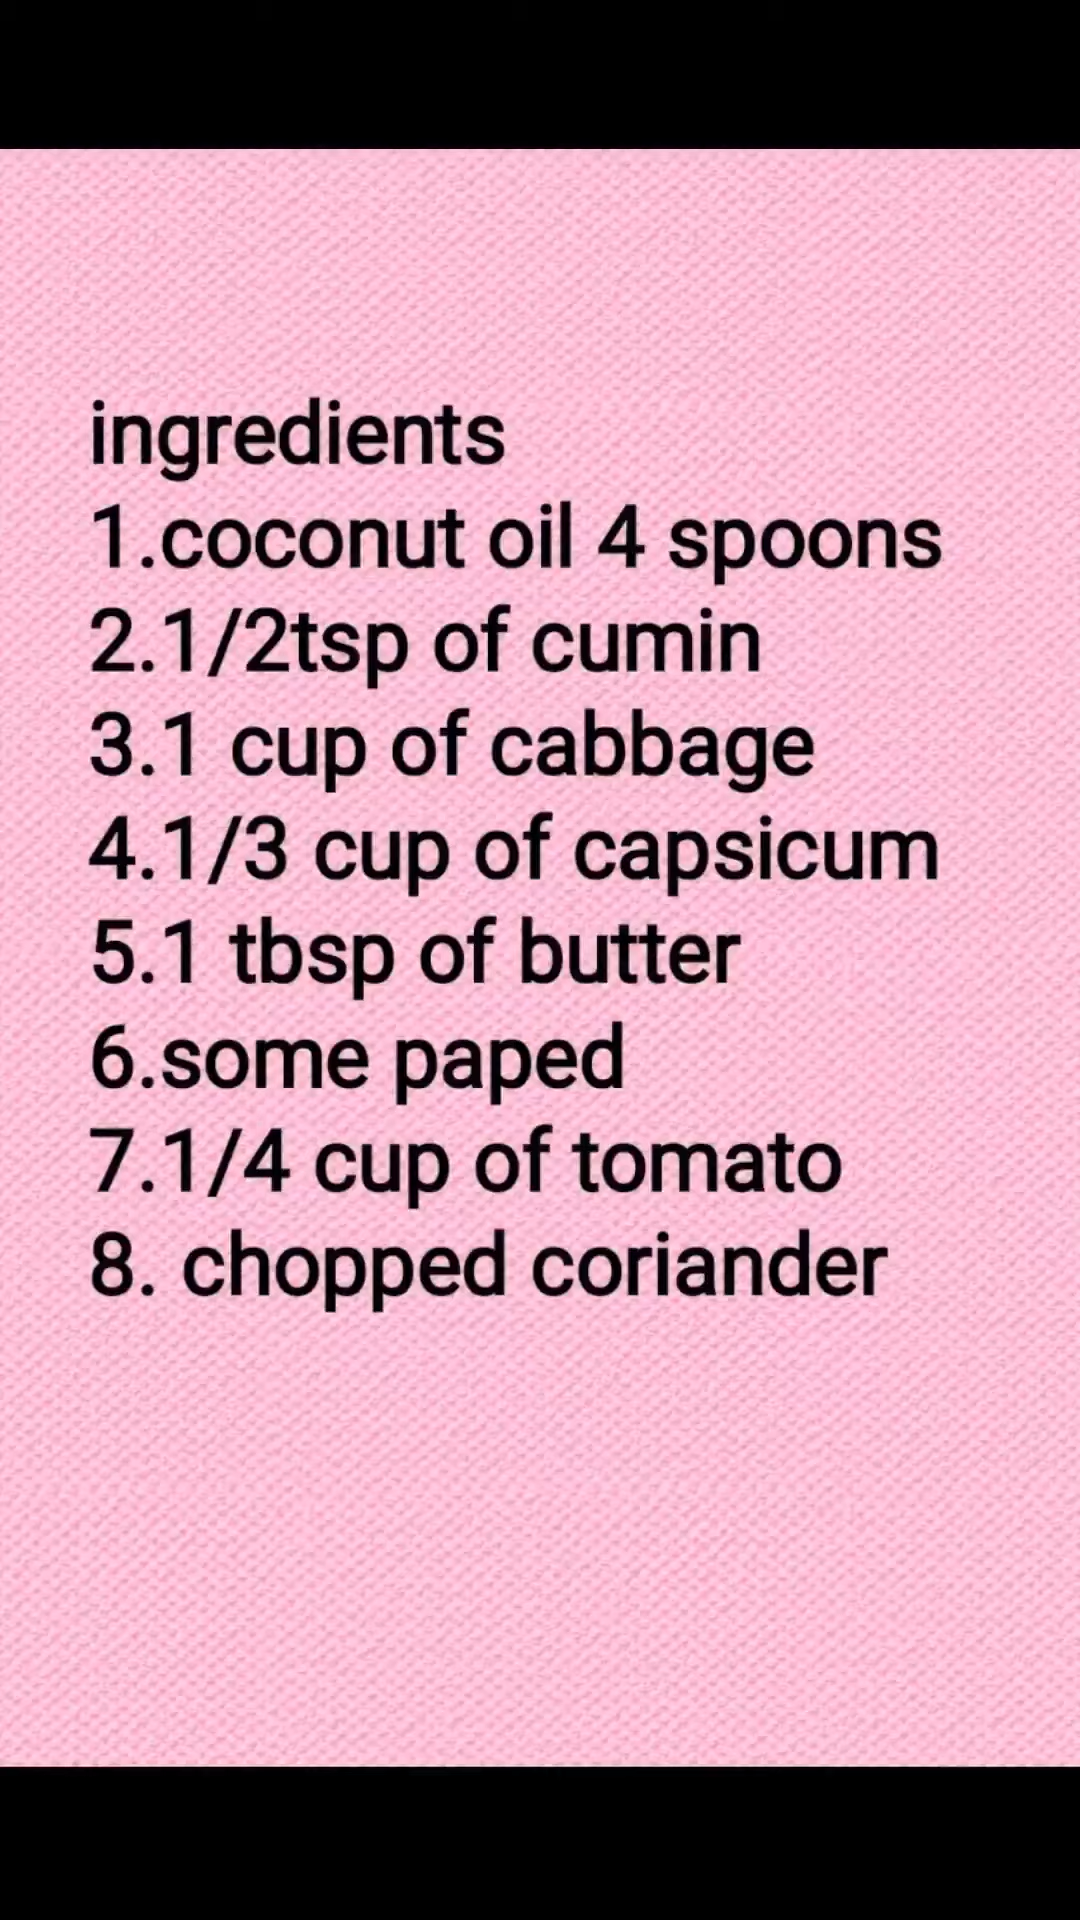 ingredients
1.coconut oil 4 spoons
2.1/2tsp of cumin
3.1 cup of cabbage
4.1/3 cup of capsicum
5.1 tbsp of butter
6.some paped
7.1/4 cup of tomato
8. chopped coriander